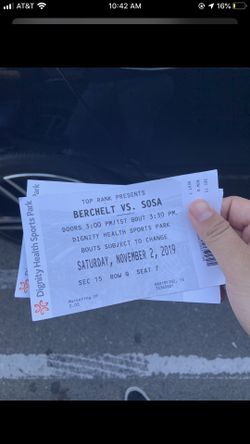 AT&T
10:42 AM
16%
TOP RANK PRESENTS
BERCHELT VS. SOSA
DOORS 3:00 PM/1ST BOUT 3:30 PM
DIGNITY HEALTH SPORTS PARK
BOUTS SUBJECT TO CHANGE
SATURDAY, NOVEMBER 2, 2019
SEC 15 ROW Q SEAT 7
Dignity Health Sports Park
Park